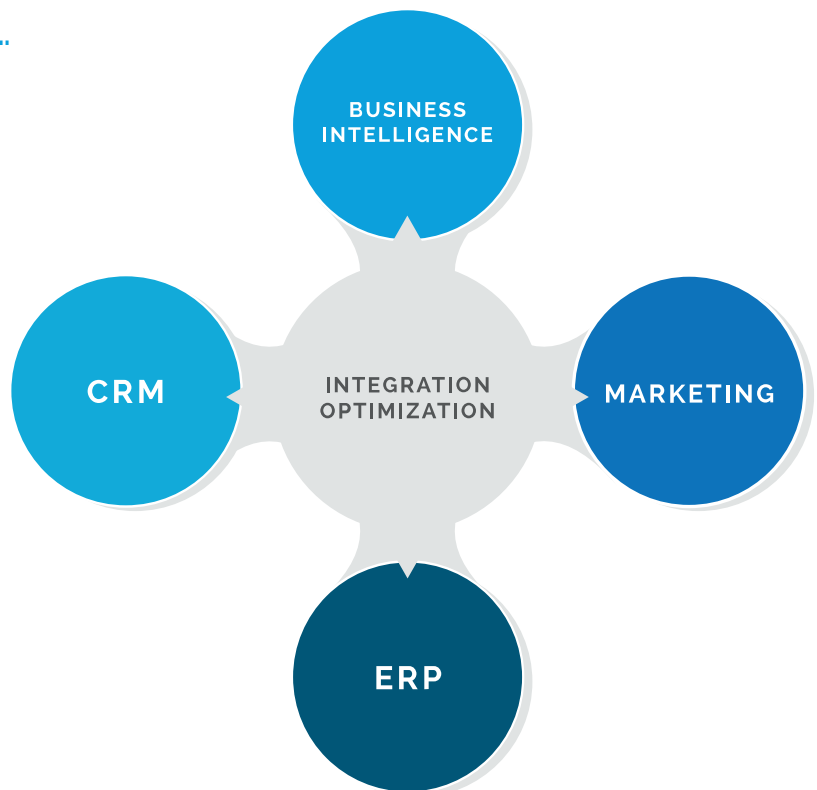 BUSINESS
INTELLIGENCE
CRM
INTEGRATION
OPTIMIZATION
MARKETING
ERP